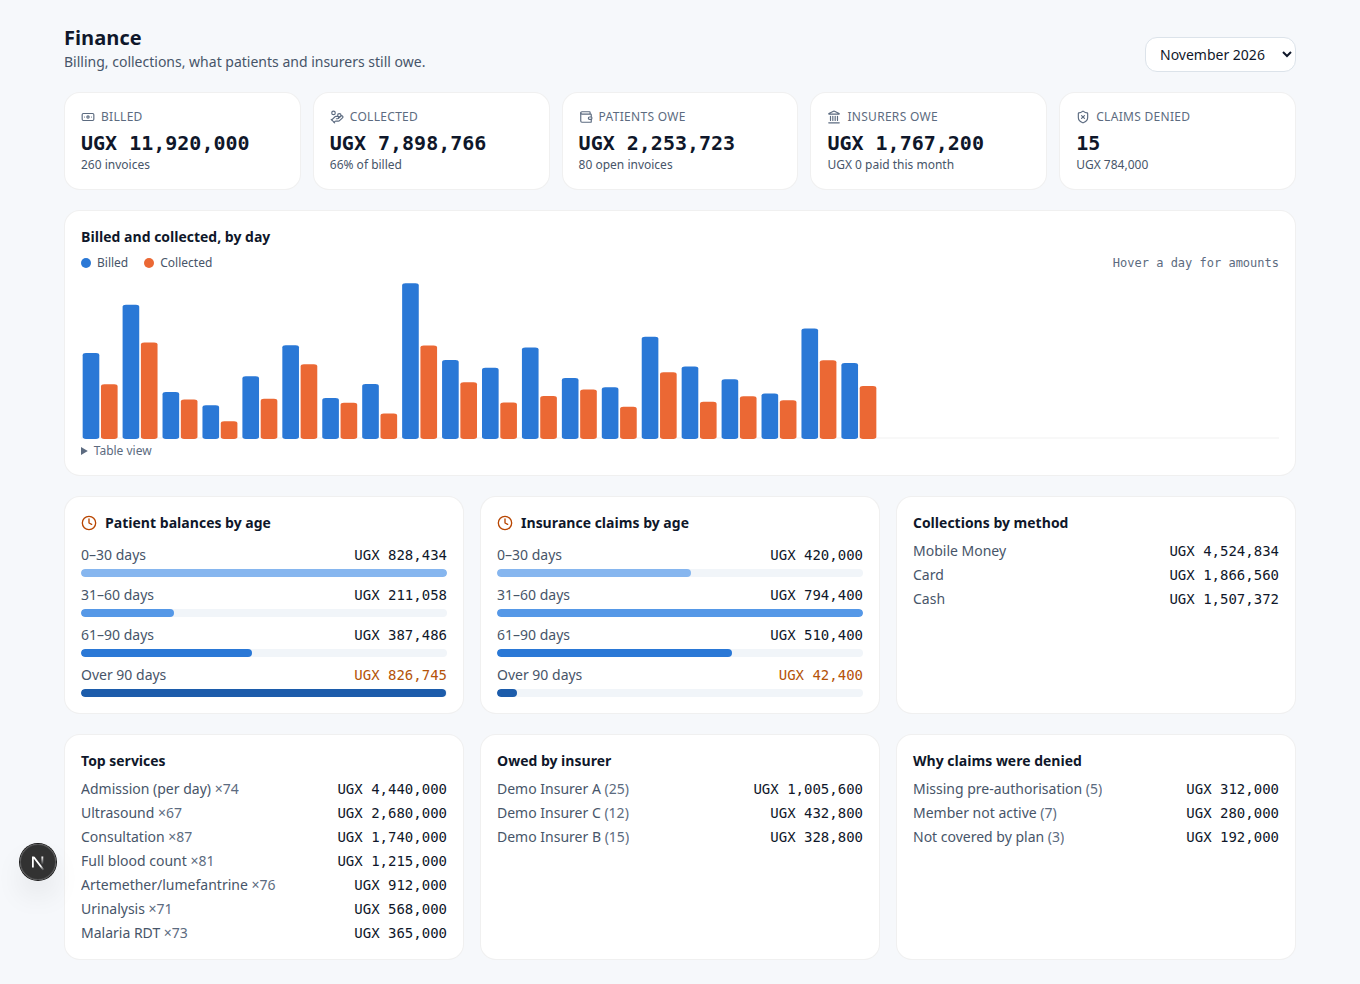 Finance
Billing, collections, what patients and insurers still owe.
November 2026
BILLED
UGX 11,920,000
260 invoices
COLLECTED
UGX 7,898,766
66% of billed
PATIENTS OWE
UGX 2,253,723
80 open invoices
INSURERS OWE
UGX 1,767,200
UGX 0 paid this month
CLAIMS DENIED
15
UGX 784,000
Billed and collected, by day
Billed
Collected
Hover a day for amounts
Table view
Patient balances by age
0–30 days UGX 828,434
31–60 days UGX 211,058
61–90 days UGX 387,486
Over 90 days UGX 826,745
Insurance claims by age
0–30 days UGX 420,000
31–60 days UGX 794,400
61–90 days UGX 510,400
Over 90 days UGX 42,400
Collections by method
Mobile Money UGX 4,524,834
Card UGX 1,866,560
Cash UGX 1,507,372
Top services
Admission (per day) ×74 UGX 4,440,000
Ultrasound ×67 UGX 2,680,000
Consultation ×87 UGX 1,740,000
Full blood count ×81 UGX 1,215,000
Artemether/lumefantrine ×76 UGX 912,000
Urinalysis ×71 UGX 568,000
Malaria RDT ×73 UGX 365,000
Owed by insurer
Demo Insurer A (25) UGX 1,005,600
Demo Insurer C (12) UGX 432,800
Demo Insurer B (15) UGX 328,800
Why claims were denied
Missing pre-authorisation (5) UGX 312,000
Member not active (7) UGX 280,000
Not covered by plan (3) UGX 192,000
N